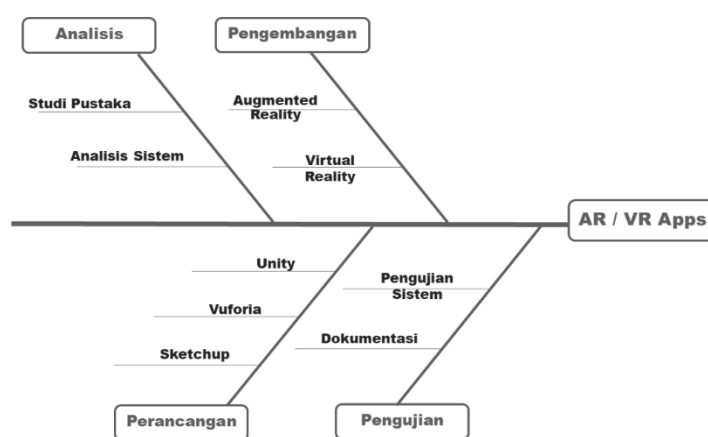 Analisis
Pengembangan
Studi Pustaka
Augmented
Reality
Analisis Sistem
Virtual
Reality
AR / VR Apps
Unity
Pengujian
Sistem
Vuforia
Dokumentasi
Sketchup
Perancangan
Pengujian